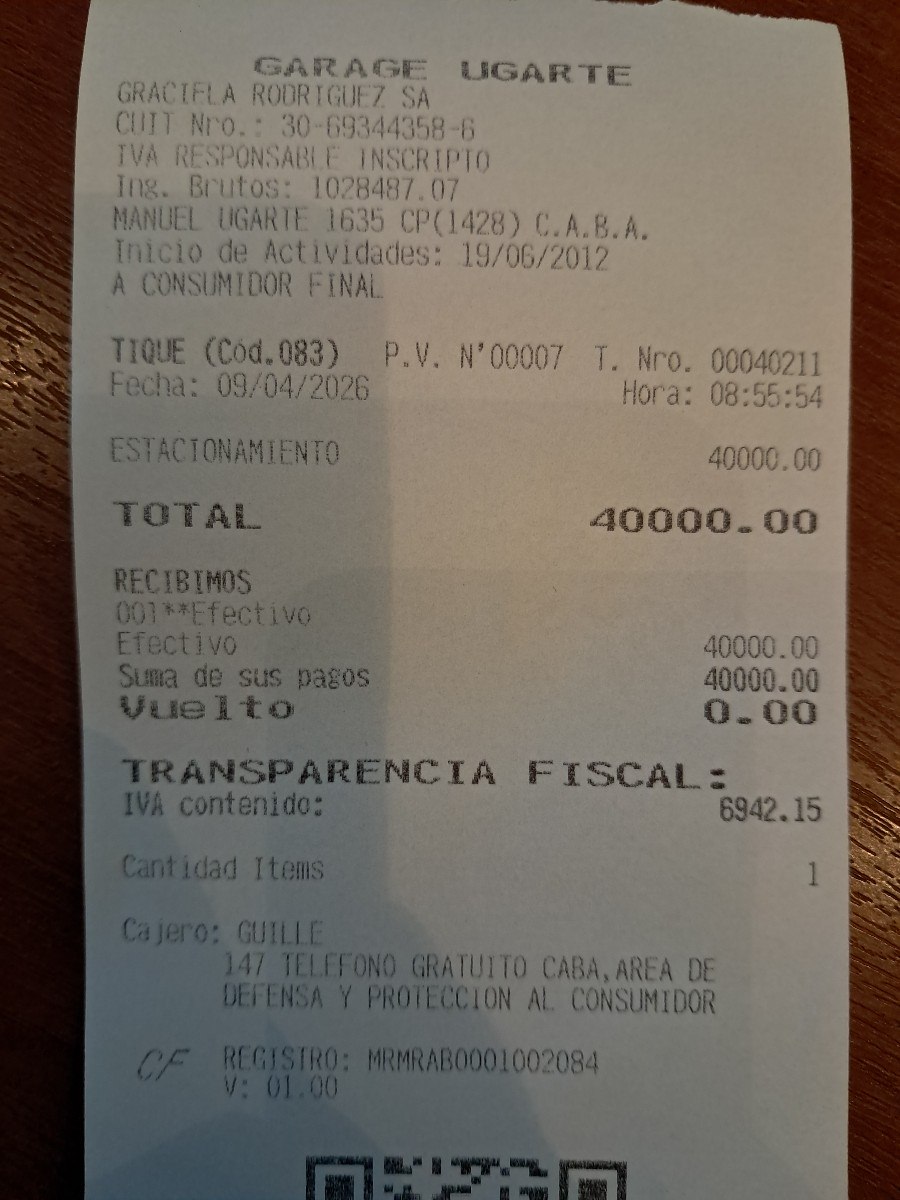 GARAGE UGARTE
GRACIELA RODRIGUEZ SA
CUIT Nro.: 30-69344358-6
IVA RESPONSABLE INSCRIPTO
Ing. Brutos: 1028487.07
MANUEL UGARTE 1635 CP(1428) C.A.B.A.
Inicio de Actividades: 19/06/2012
A CONSUMIDOR FINAL
TIQUE (Cód.083) P.V. N°00007 T. Nro. 00040211
Fecha: 09/04/2026 Hora: 08:55:54
ESTACIONAMIENTO 40000.00
TOTAL 40000.00
RECIBIMOS
001**Efectivo
Efectivo 40000.00
Suma de sus pagos 40000.00
Vuelto 0.00
TRANSPARENCIA FISCAL:
IVA contenido: 6942.15
Cantidad Items 1
Cajero: GUILLE
147 TELEFONO GRATUITO CABA,AREA DE
DEFENSA Y PROTECCION AL CONSUMIDOR
CF REGISTRO: MRMRAB0001002084
V: 01.00